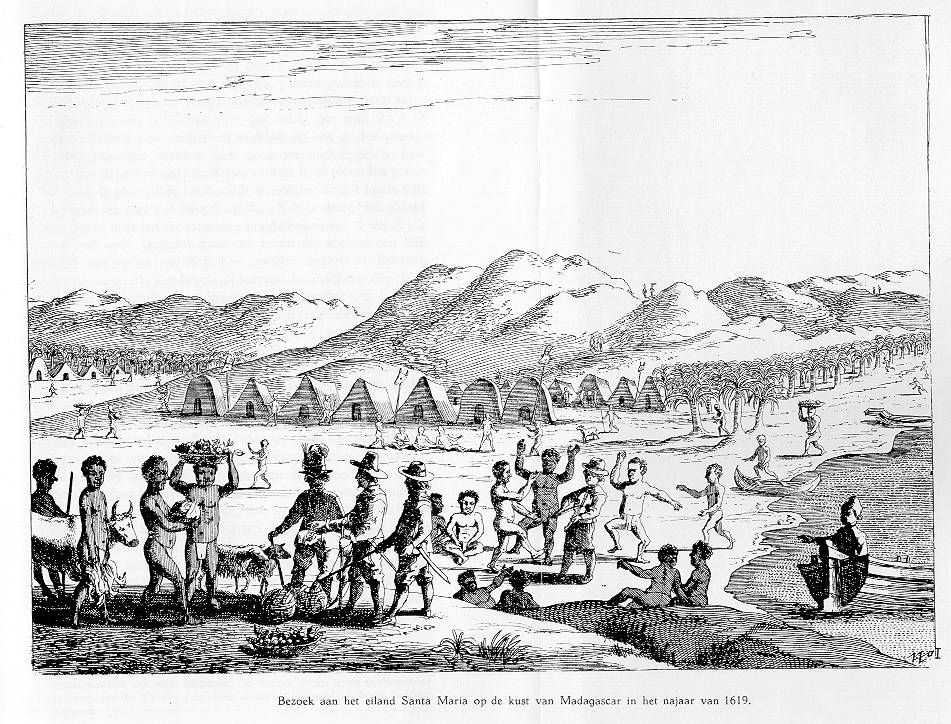 Bezoek aan het eiland Santa Maria op de kust van Madagascar in het najaar van 1619.